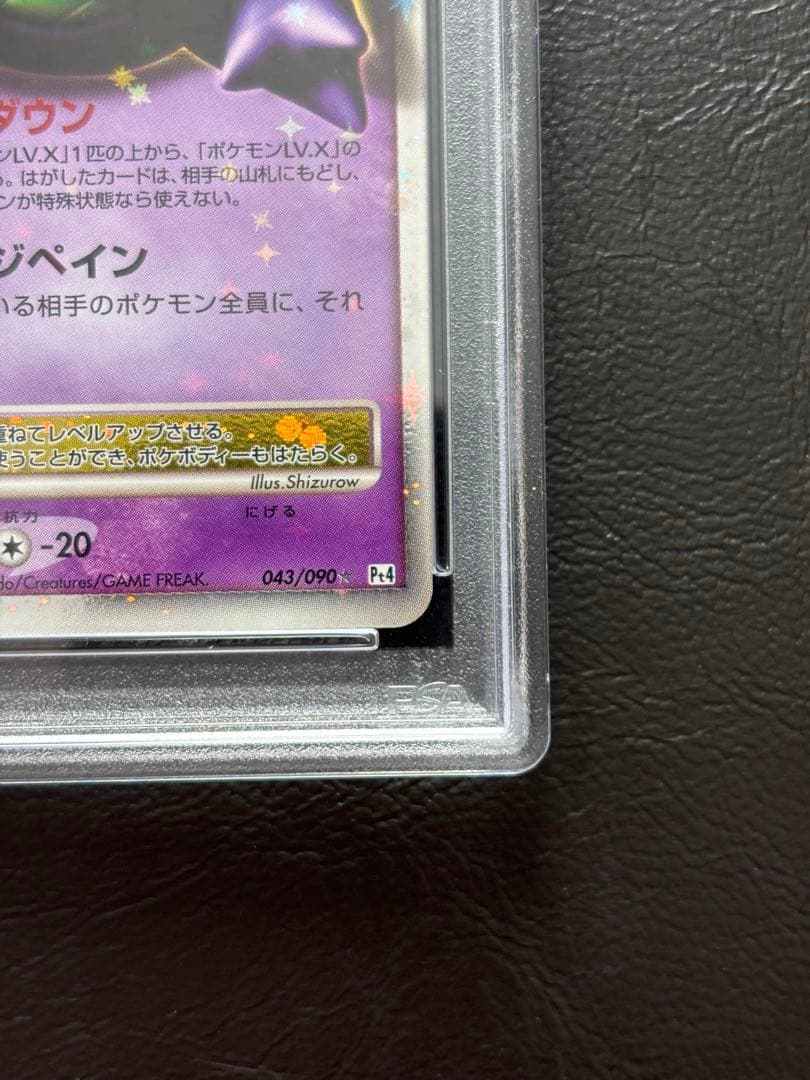 ダウン
ンLV.X」1匹の上から、「ポケモンLV.X」の
る。はがしたカードは、相手の山札にもどし、
ンが特殊状態なら使えない。
ジペイン
いる相手のポケモン全員に、それ
重ねてレベルアップさせる。
使うことができ、ポケボディーもはたらく。
Illus.Shizurow
抗力
にげる
-20
do/Creatures/GAME FREAK.
043/090★ Pt4
PSA